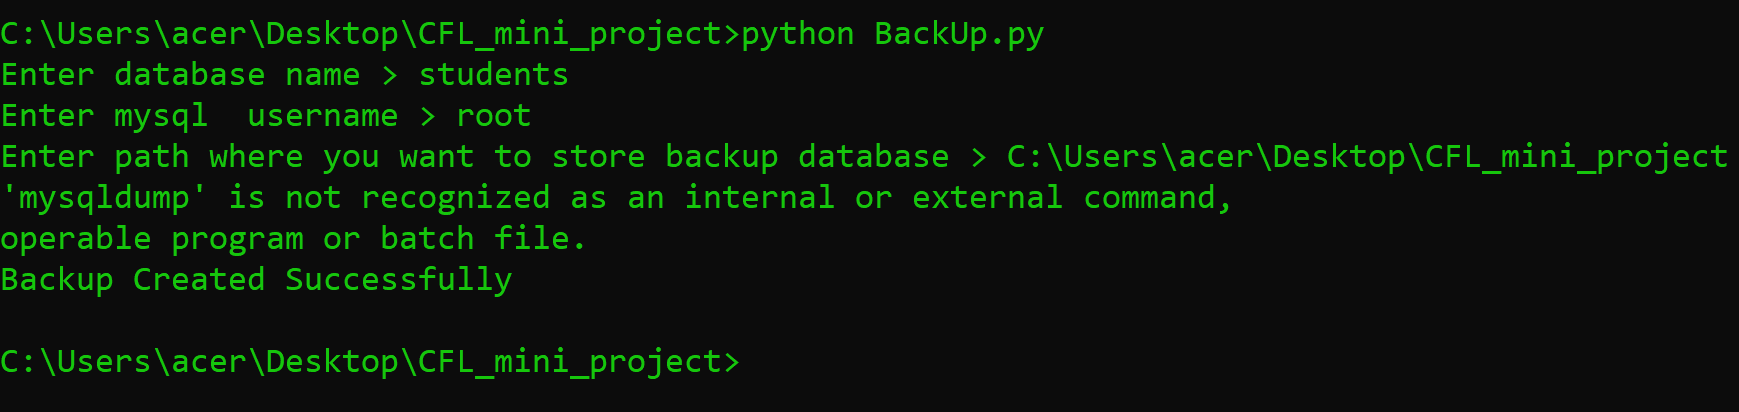 C:\Users\acer\Desktop\CFL_mini_project>python BackUp.py
Enter database name > students
Enter mysql  username > root
Enter path where you want to store backup database > C:\Users\acer\Desktop\CFL_mini_project
'mysqldump' is not recognized as an internal or external command,
operable program or batch file.
Backup Created Successfully

C:\Users\acer\Desktop\CFL_mini_project>